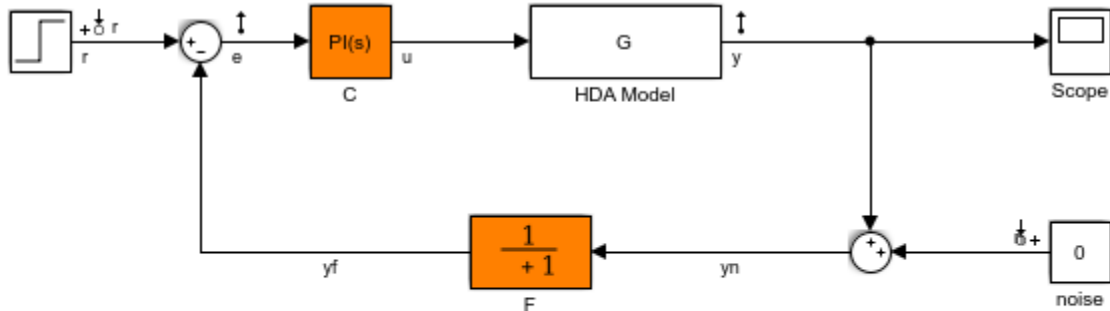 r
r
e
PI(s)
C
u
G
HDA Model
y
Scope
yf
1
+ 1
F
yn
+
0
noise